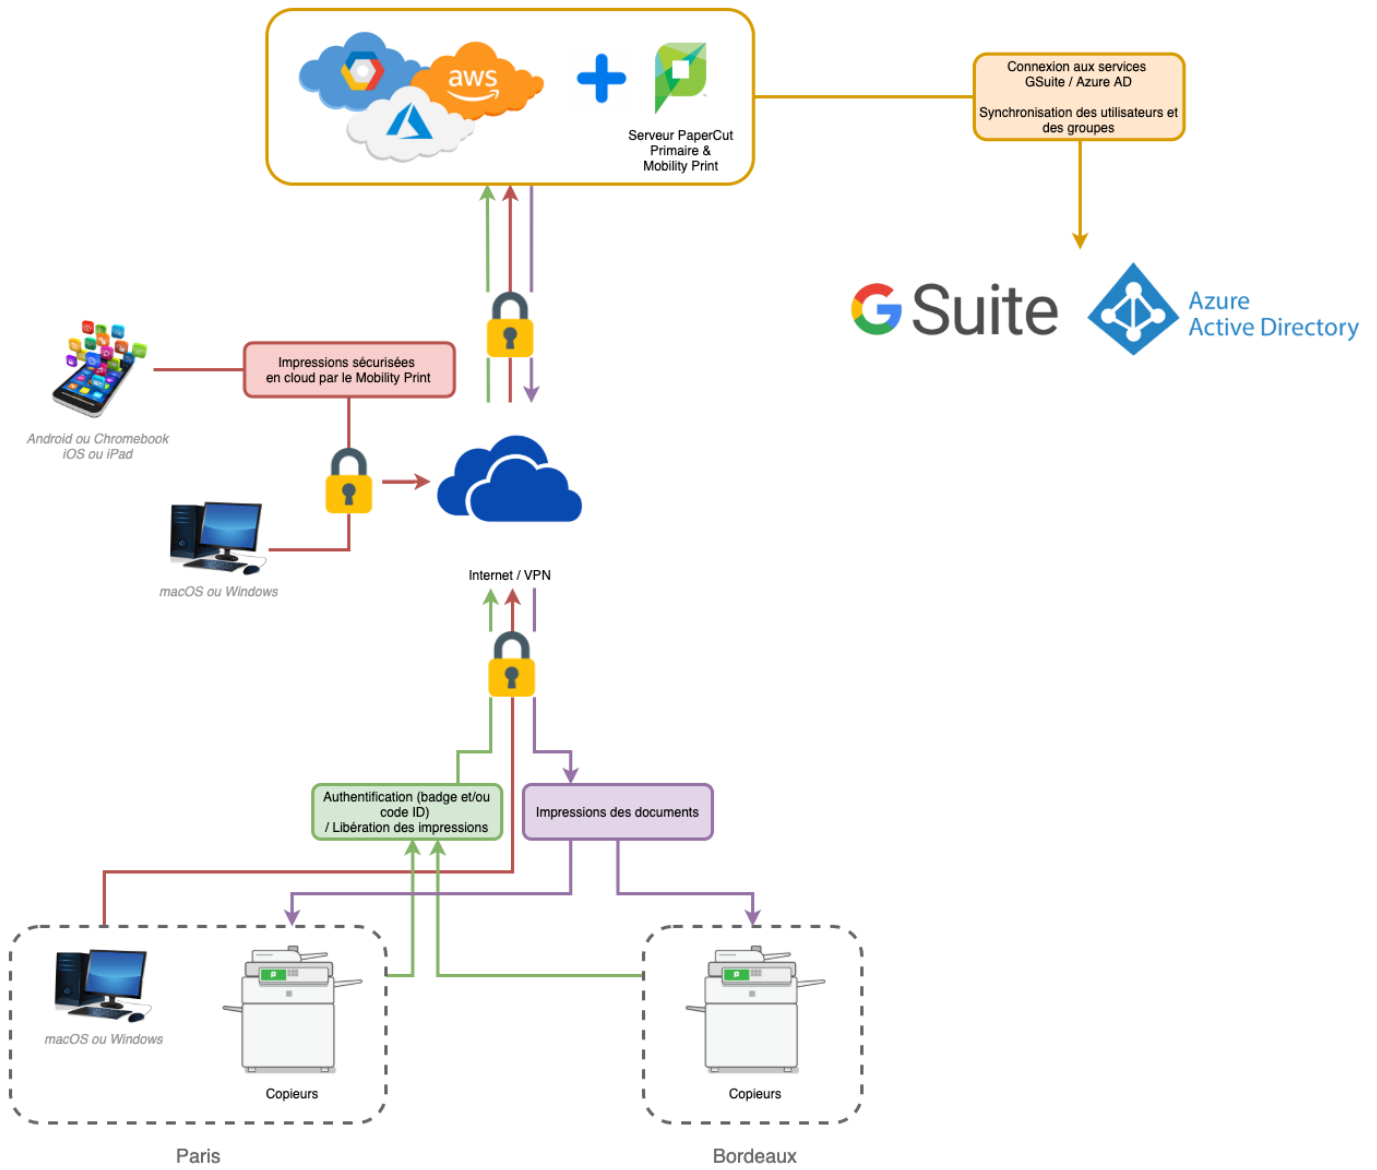 aws
Serveur PaperCut
Primaire &
Mobility Print
Connexion aux services
GSuite / Azure AD
Synchronisation des utilisateurs et
des groupes
G Suite
Azure
Active Directory
Impressions sécurisées
en cloud par le Mobility Print
Android ou Chromebook
iOS ou iPad
macOS ou Windows
Internet / VPN
Authentification (badge et/ou
code ID)
/ Libération des impressions
Impressions des documents
macOS ou Windows
Copieurs
Copieurs
Paris
Bordeaux